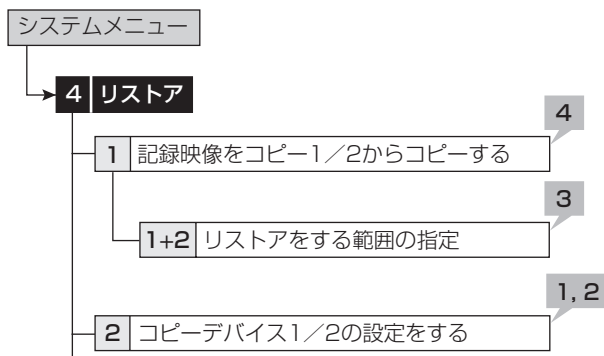 システムメニュー
4 リストア
4
1 記録映像をコピー1／2からコピーする
3
1+2 リストアをする範囲の指定
1, 2
2 コピーデバイス1／2の設定をする